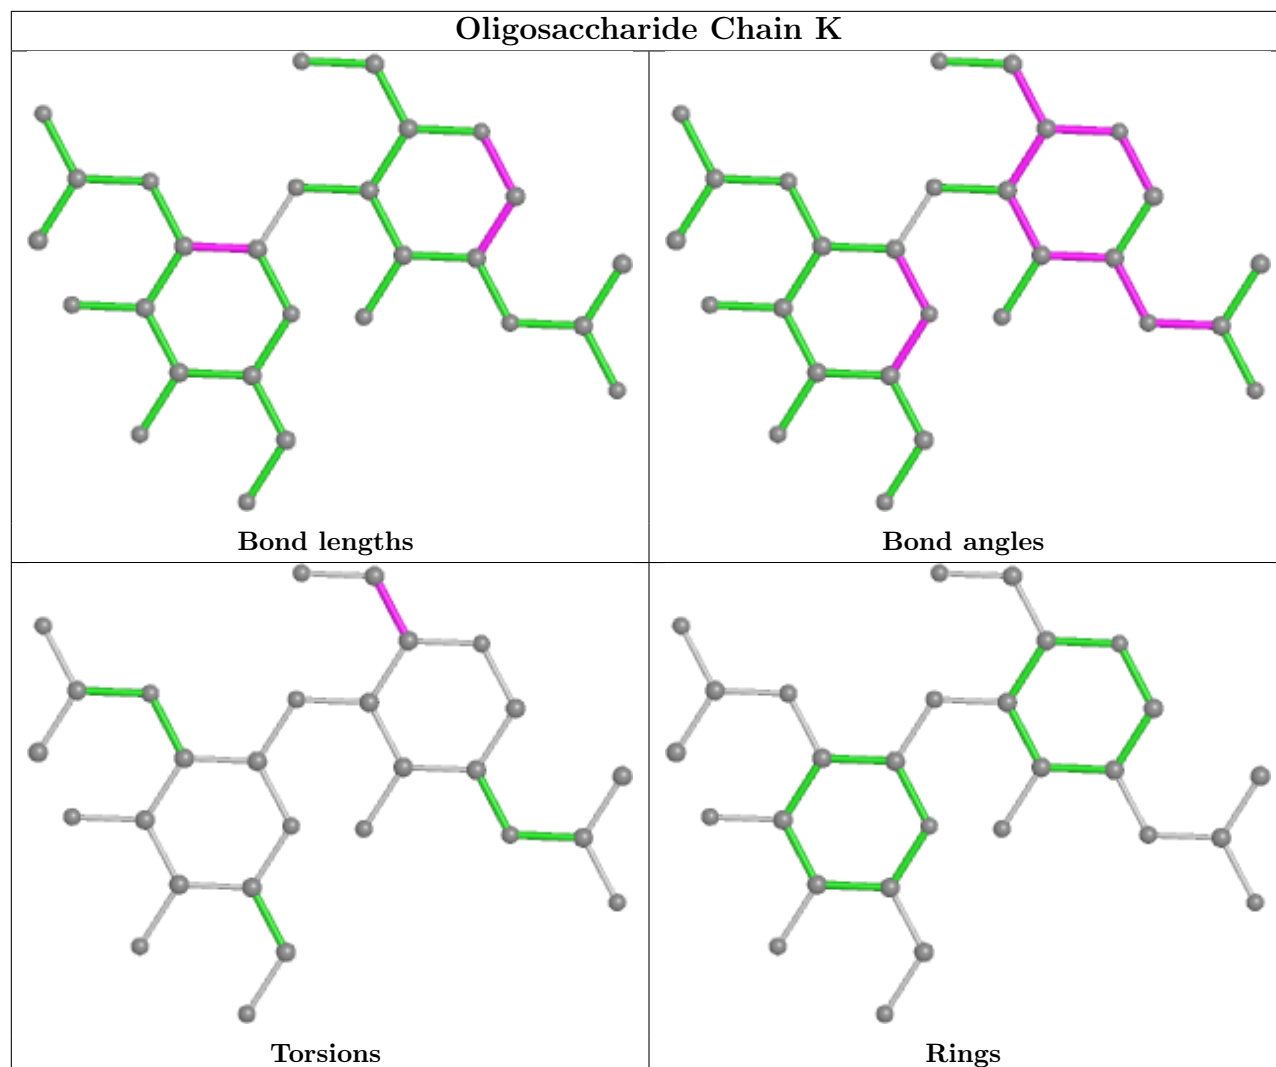 Oligosaccharide Chain K
Bond lengths
Bond angles
Torsions
Rings